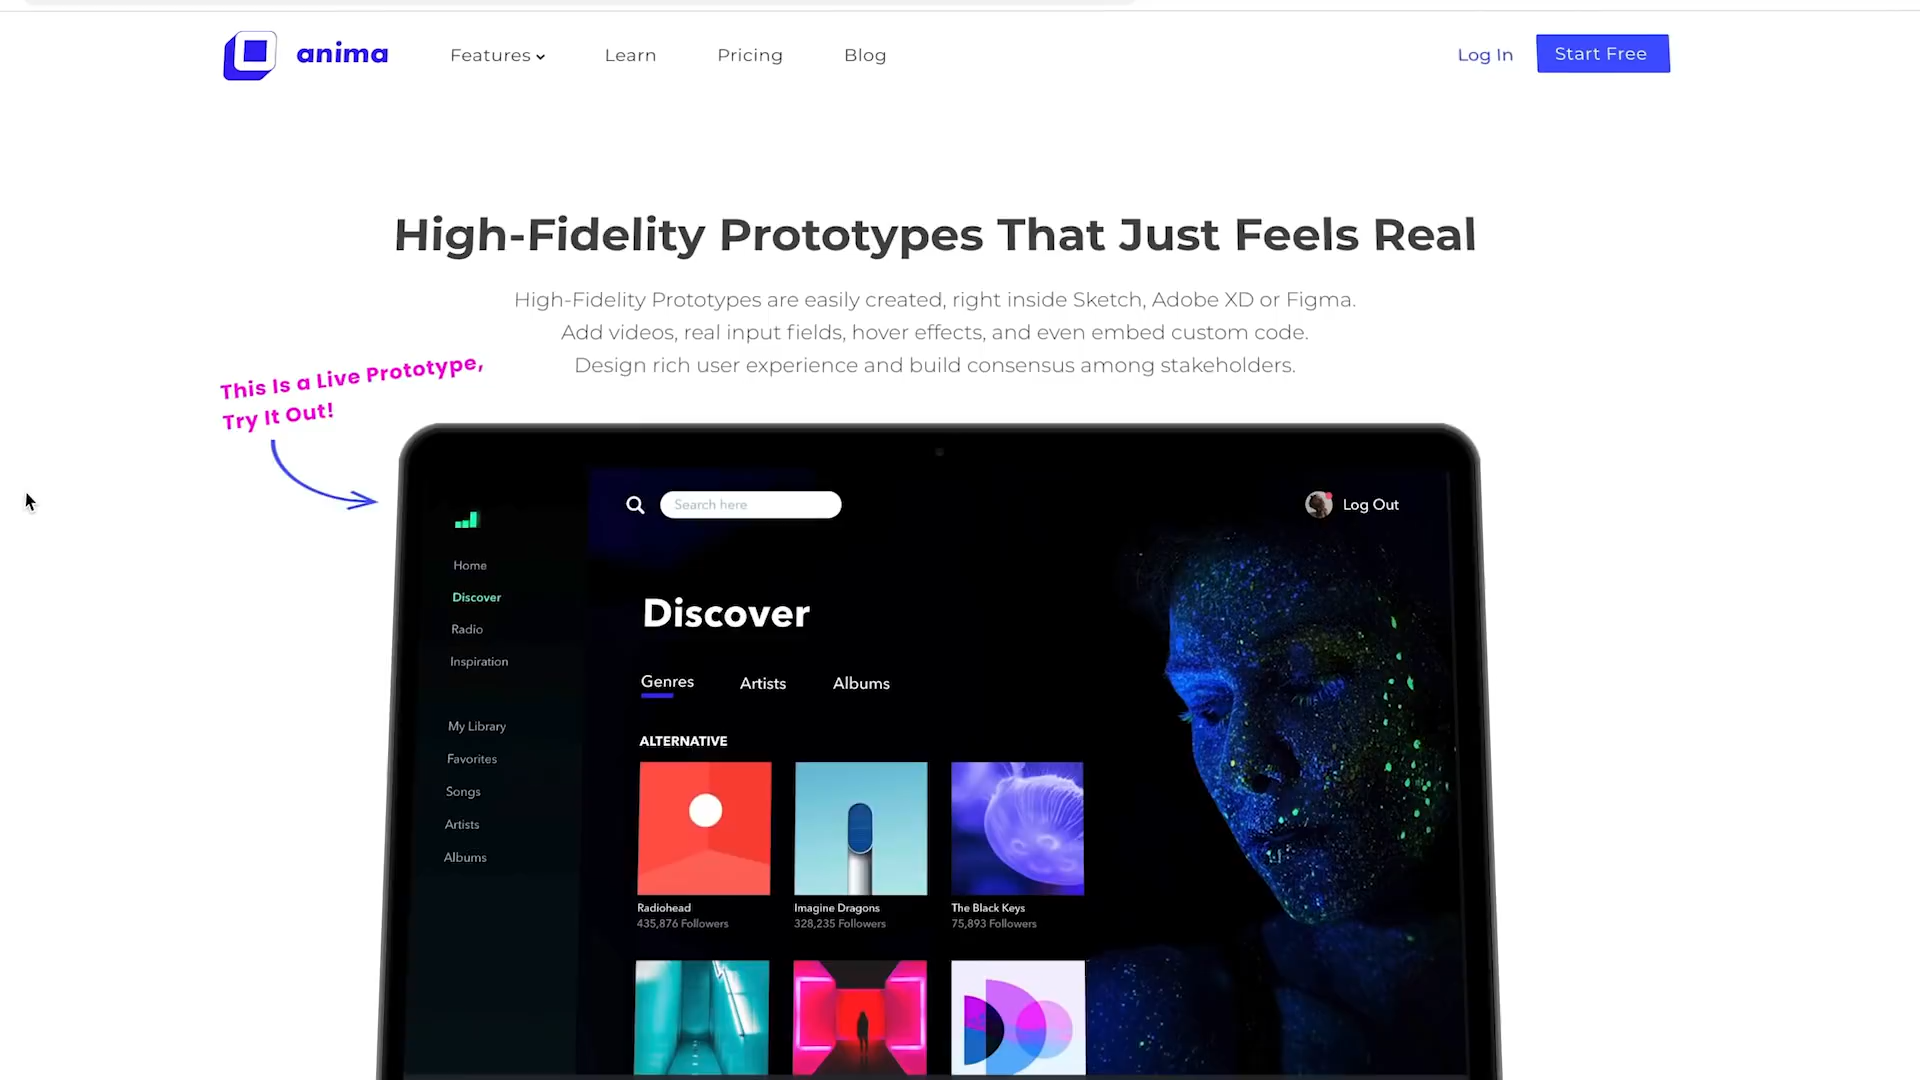 anima
Features
Learn
Pricing
Blog
Log In
Start Free
High-Fidelity Prototypes That Just Feels Real
High-Fidelity Prototypes are easily created, right inside Sketch, Adobe XD or Figma.
Add videos, real input fields, hover effects, and even embed custom code.
Design rich user experience and build consensus among stakeholders.
This Is a Live Prototype,
Try It Out!
Search here
Log Out
Home
Discover
Radio
Inspiration
My Library
Favorites
Songs
Artists
Albums
Discover
Genres
Artists
Albums
ALTERNATIVE
Radiohead
435,876 Followers
Imagine Dragons
328,235 Followers
The Black Keys
75,893 Followers